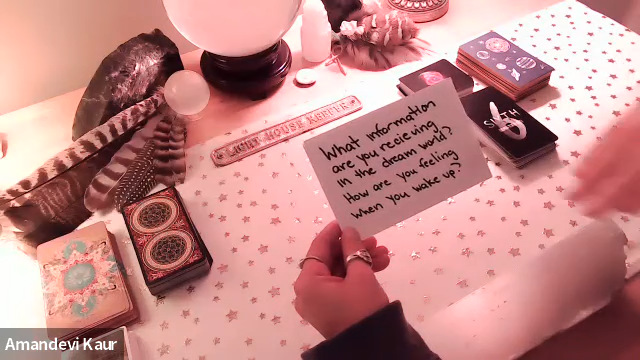 LIGHT HOUSE KEEPER
What information
are you recieving
in the dream world?
How are you feeling
when you wake up?
Amandevi Kaur